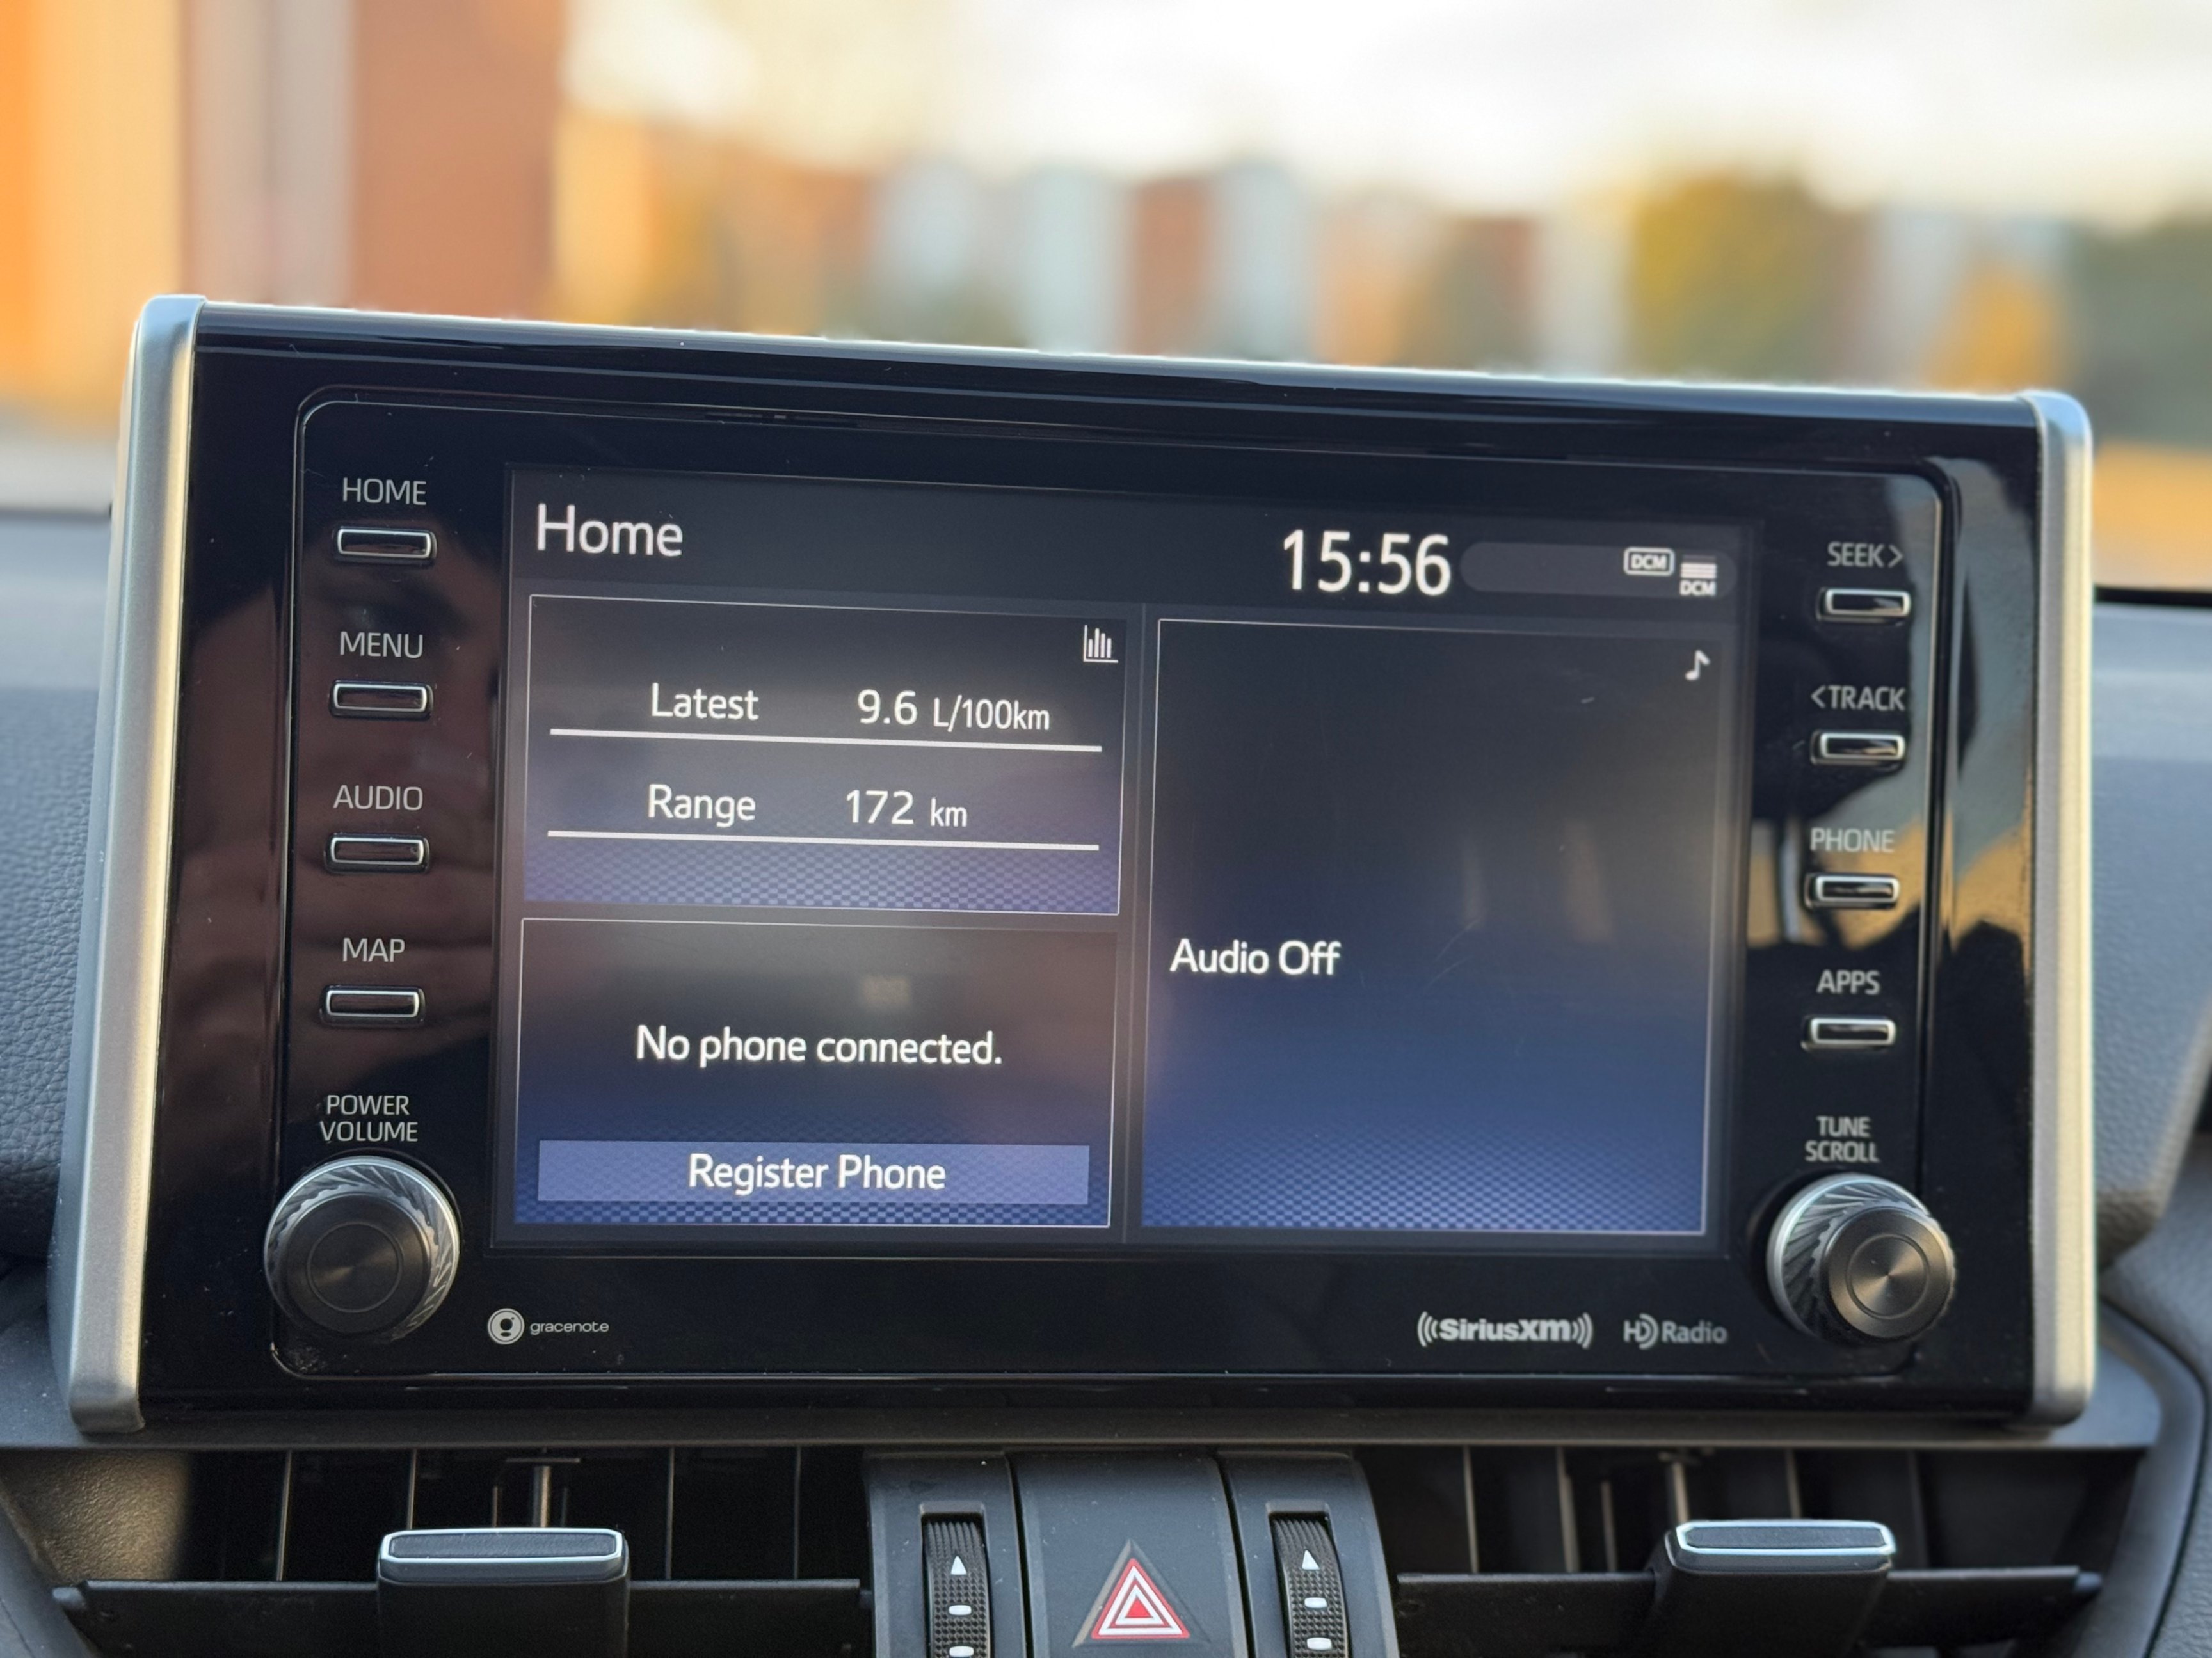 HOME
MENU
AUDIO
MAP
POWER
VOLUME
Home
15:56
DCM
DCM
Latest 9.6 L/100km
Range 172 km
No phone connected.
Register Phone
Audio Off
SEEK>
<TRACK
PHONE
APPS
TUNE
SCROLL
gracenote
SiriusXM
HD Radio